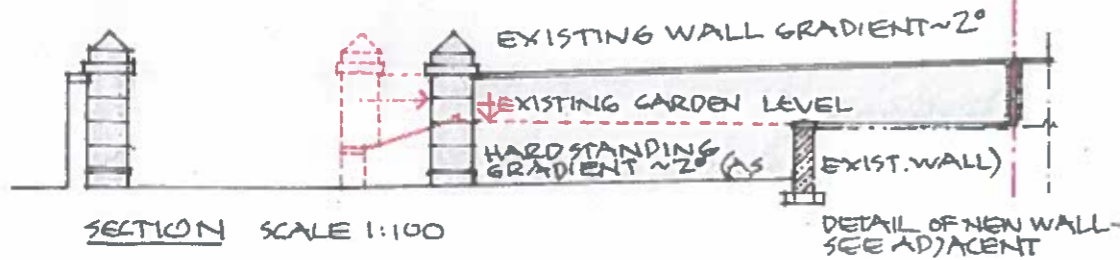 EXISTING WALL GRADIENT ~2°
EXISTING GARDEN LEVEL
HARDSTANDING
GRADIENT ~2° (AS EXIST. WALL)
SECTION SCALE 1:100
DETAIL OF NEW WALL-
SEE ADJACENT